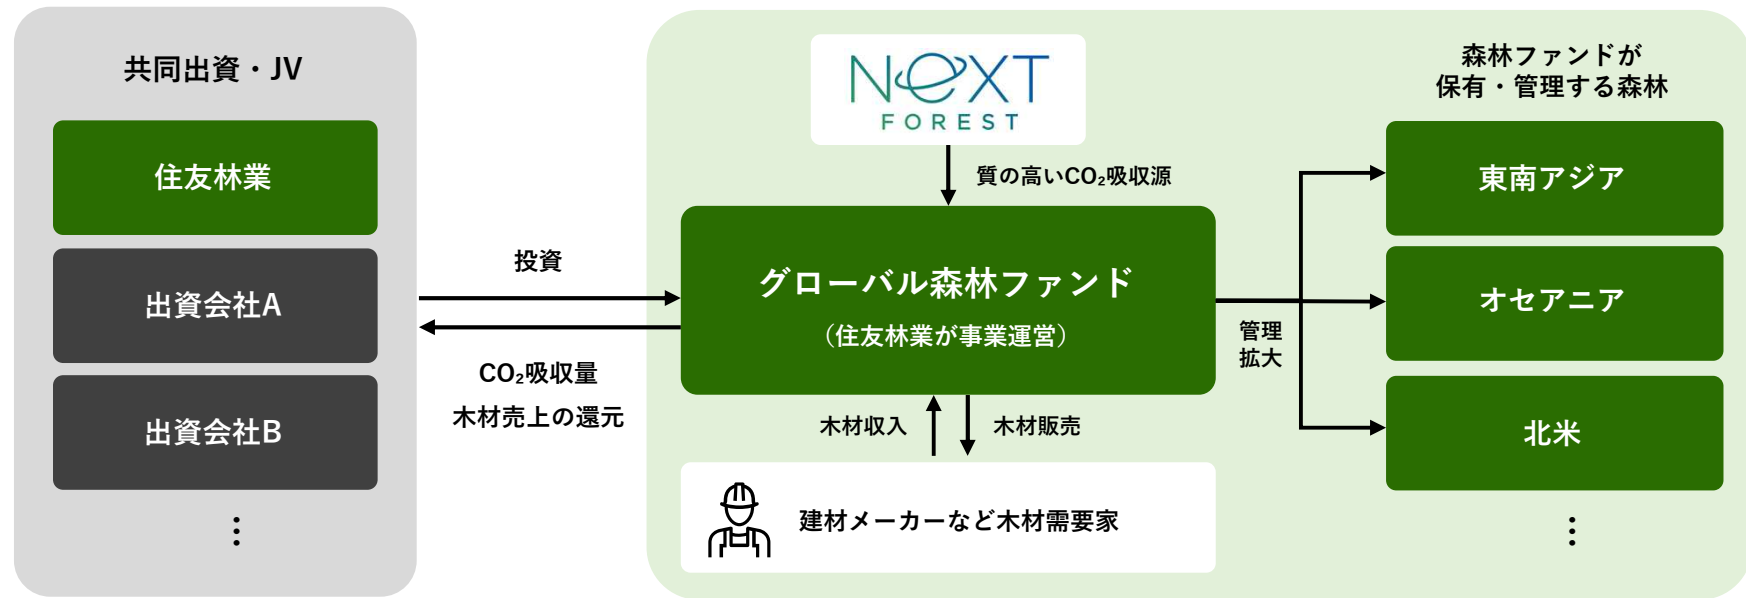 共同出資・JV
住友林業
出資会社A
出資会社B
投資
CO₂吸収量
木材売上の還元
NeXT
FOREST
質の高いCO₂吸収源
グローバル森林ファンド
（住友林業が事業運営）
木材収入
木材販売
建材メーカーなど木材需要家
管理
拡大
森林ファンドが
保有・管理する森林
東南アジア
オセアニア
北米